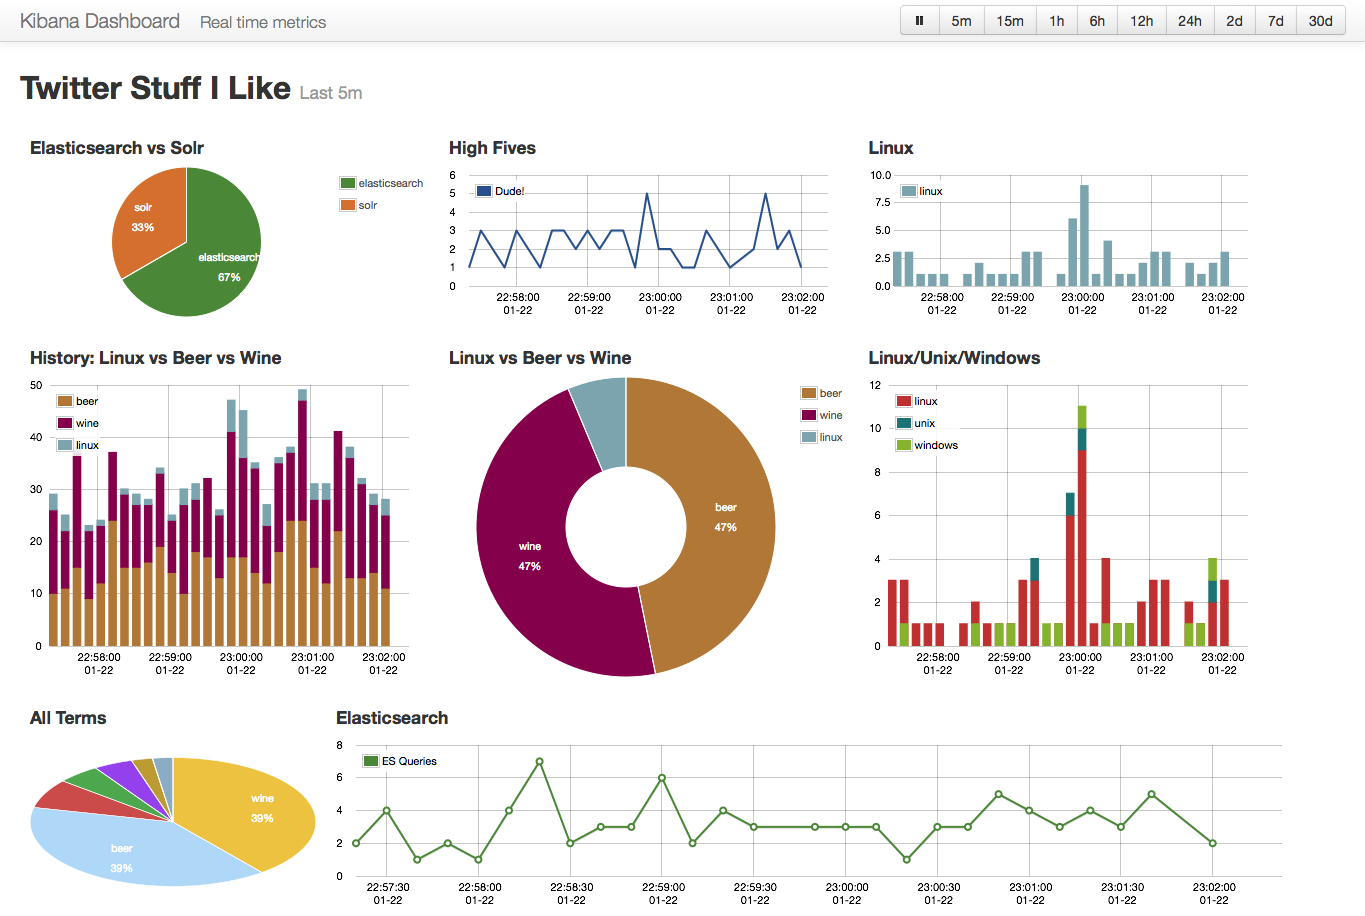 Kibana Dashboard Real time metrics
5m 15m 1h 6h 12h 24h 2d 7d 30d
Twitter Stuff I Like Last 5m
Elasticsearch vs Solr
elasticsearch
solr
solr
33%
elasticsearch
67%
High Fives
Dude!
6
5
4
3
2
1
0
22:58:00 22:59:00 23:00:00 23:01:00 23:02:00
01-22 01-22 01-22 01-22 01-22
Linux
linux
10.0
7.5
5.0
2.5
0.0
22:58:00 22:59:00 23:00:00 23:01:00 23:02:00
01-22 01-22 01-22 01-22 01-22
History: Linux vs Beer vs Wine
beer
wine
linux
50
40
30
20
10
0
22:58:00 22:59:00 23:00:00 23:01:00 23:02:00
01-22 01-22 01-22 01-22 01-22
Linux vs Beer vs Wine
beer
wine
linux
beer
47%
wine
47%
Linux/Unix/Windows
linux
unix
windows
12
10
8
6
4
2
0
22:58:00 22:59:00 23:00:00 23:01:00 23:02:00
01-22 01-22 01-22 01-22 01-22
All Terms
wine
39%
beer
39%
Elasticsearch
ES Queries
8
6
4
2
0
22:57:30 22:58:00 22:58:30 22:59:00 22:59:30 23:00:00 23:00:30 23:01:00 23:01:30 23:02:00
01-22 01-22 01-22 01-22 01-22 01-22 01-22 01-22 01-22 01-22